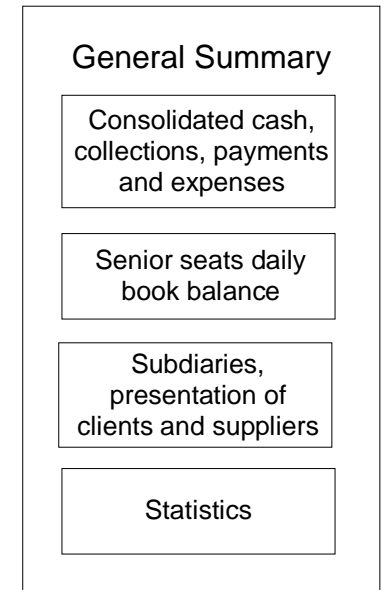 General Summary
Consolidated cash,
collections, payments
and expenses
Senior seats daily
book balance
Subdiaries,
presentation of
clients and suppliers
Statistics